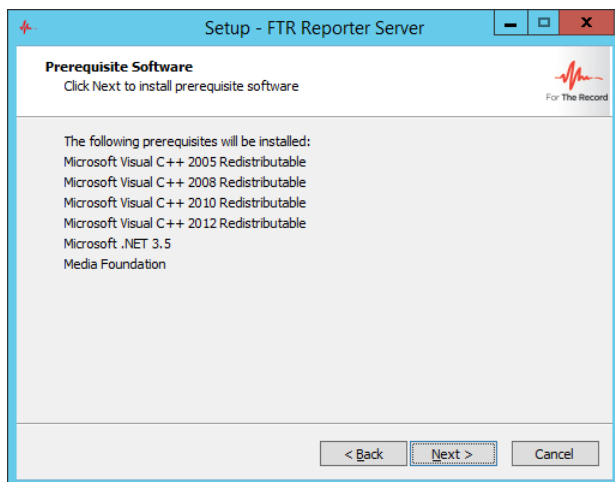 Setup - FTR Reporter Server
Prerequisite Software
Click Next to install prerequisite software
For The Record
The following prerequisites will be installed:
Microsoft Visual C++ 2005 Redistributable
Microsoft Visual C++ 2008 Redistributable
Microsoft Visual C++ 2010 Redistributable
Microsoft Visual C++ 2012 Redistributable
Microsoft .NET 3.5
Media Foundation
< Back Next > Cancel